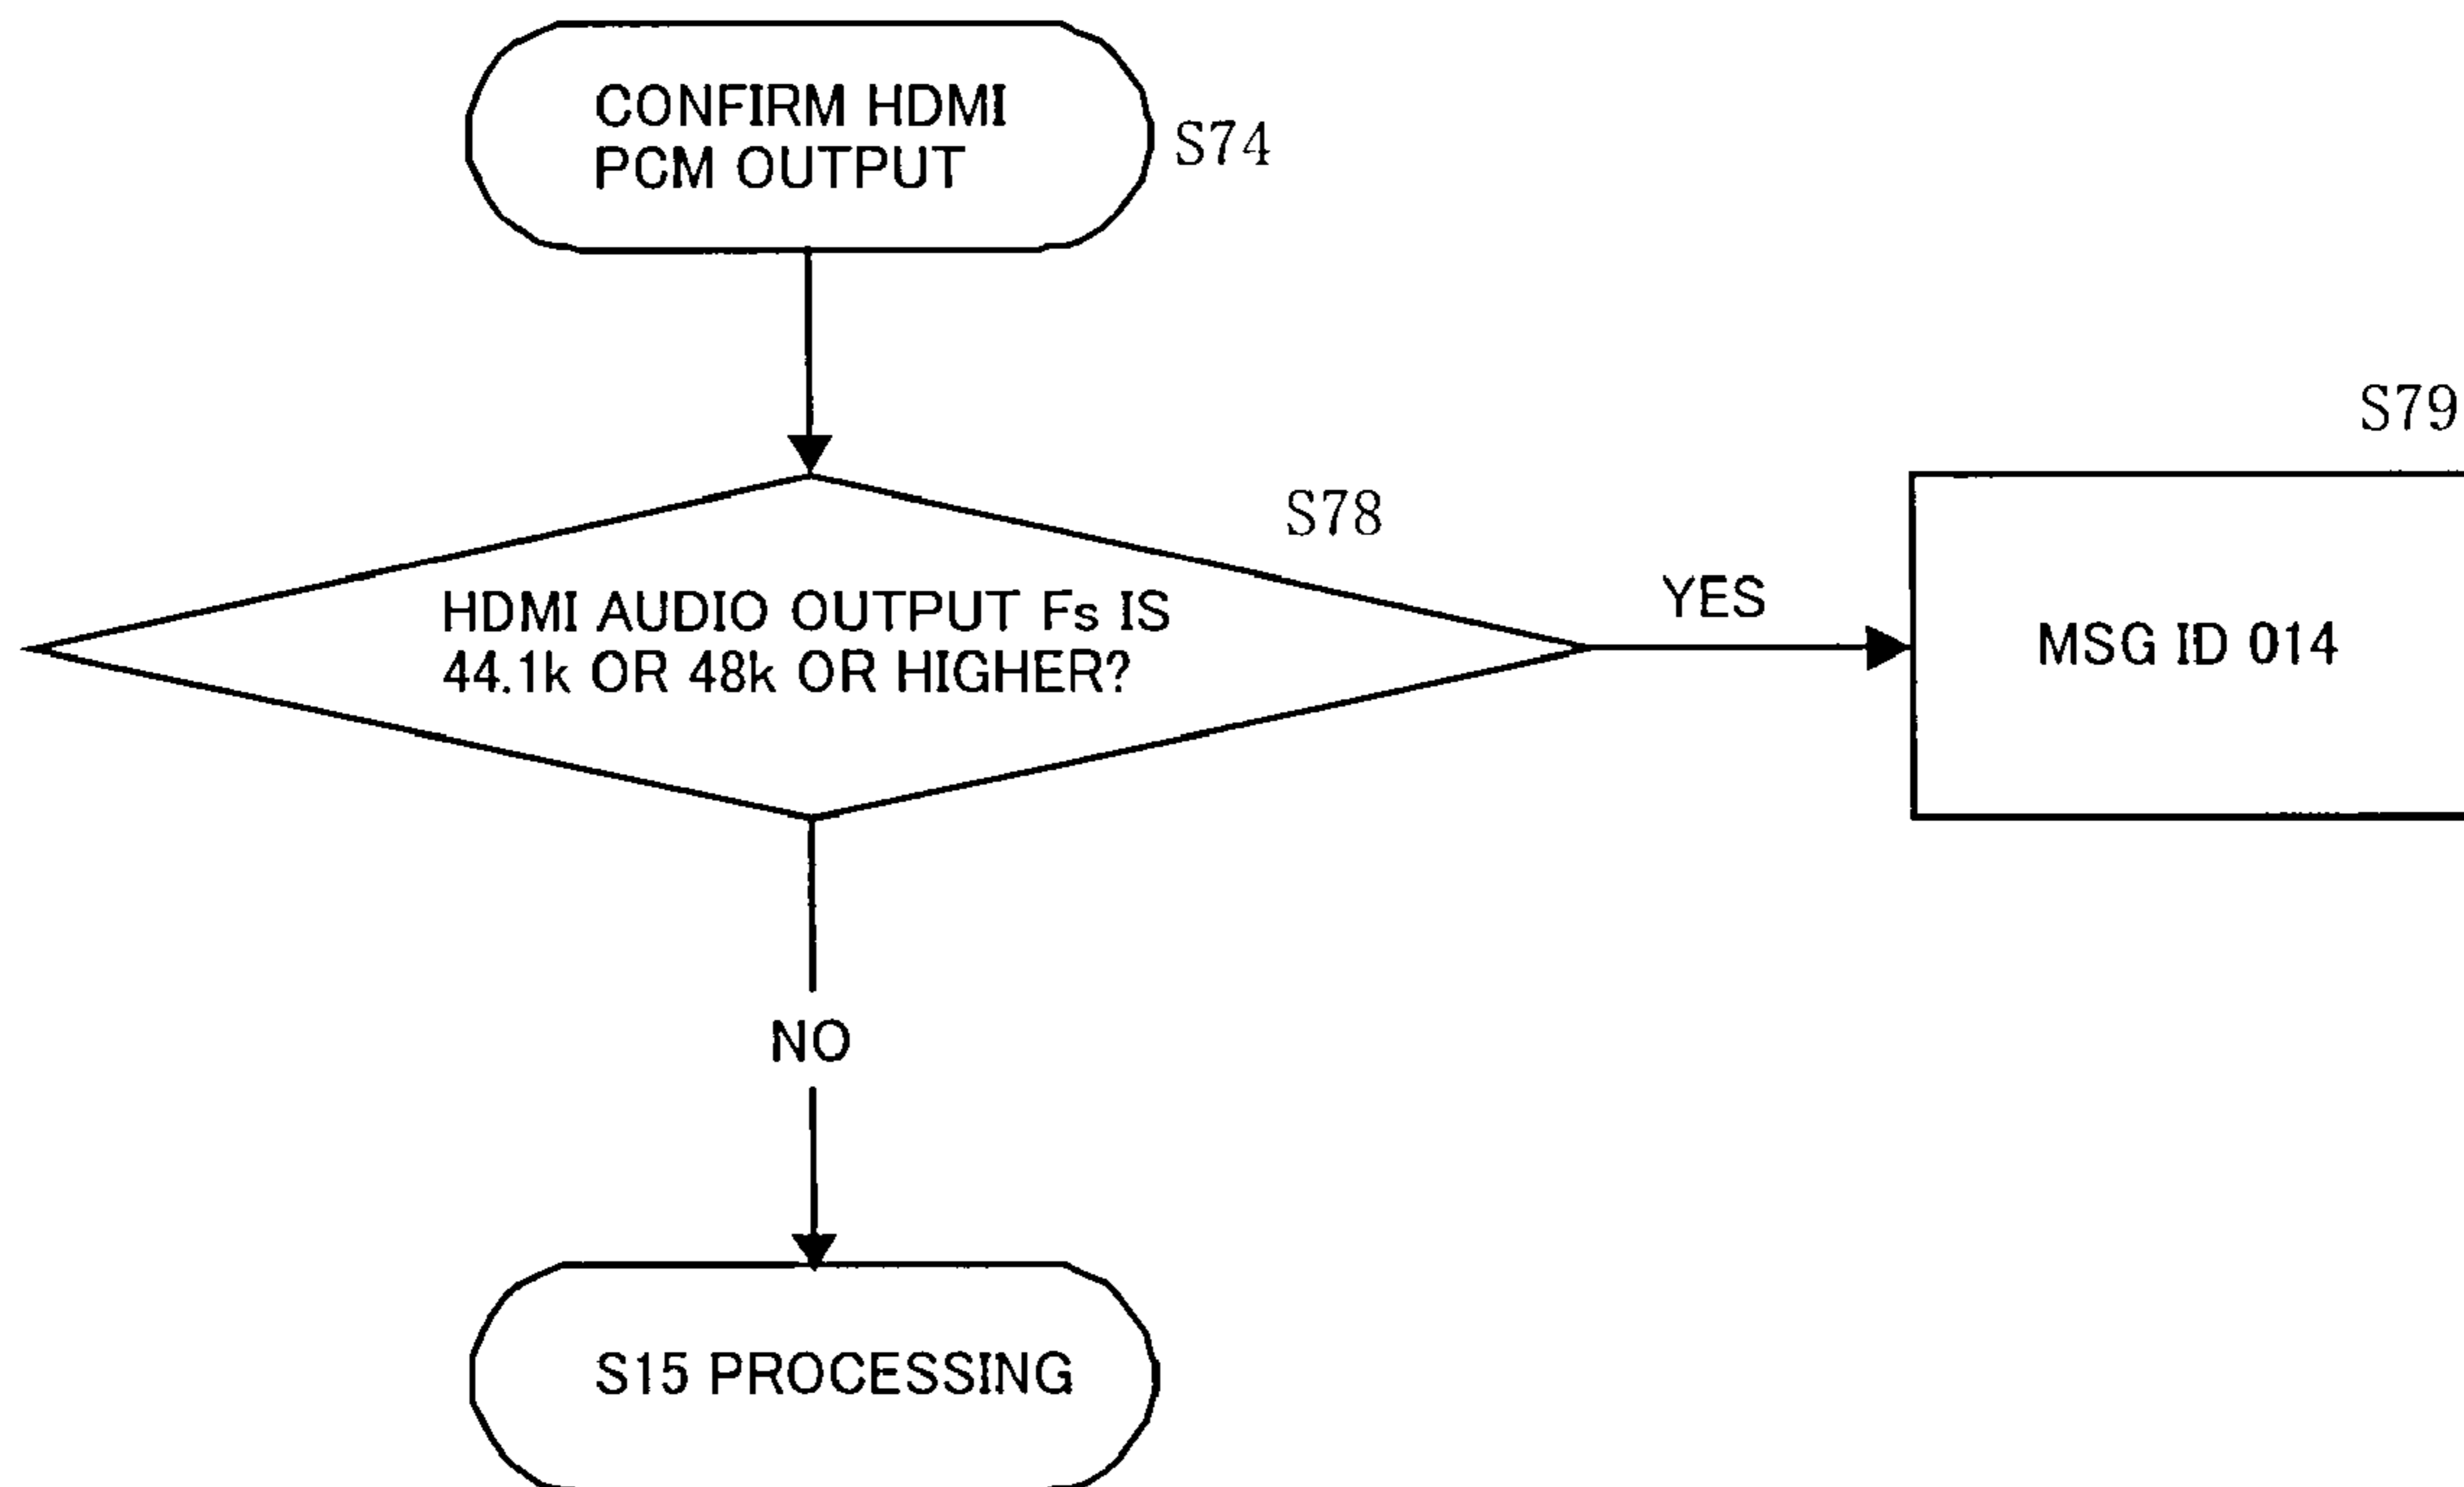 CONFIRM HDMI
PCM OUTPUT
S74
S79
S78
HDMI AUDIO OUTPUT Fs IS
44.1k OR 48k OR HIGHER?
YES
MSG ID 014
NO
S15 PROCESSING